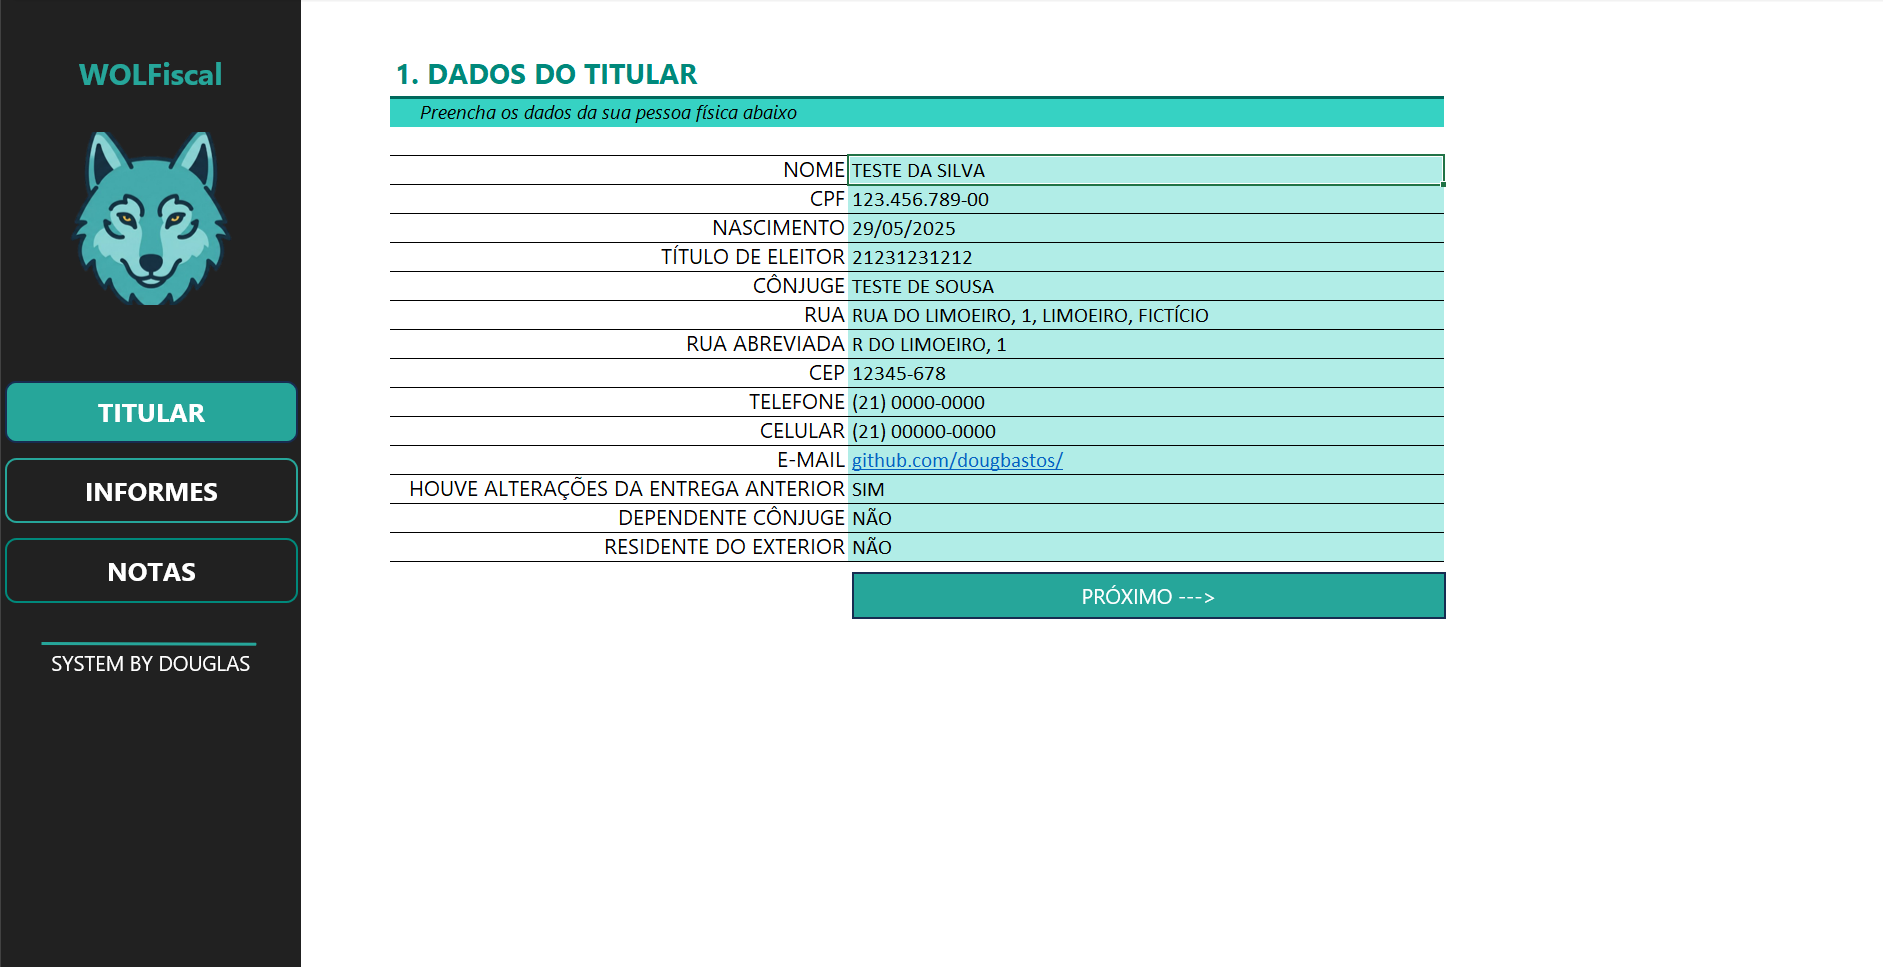 WOLFiscal
TITULAR
INFORMES
NOTAS
SYSTEM BY DOUGLAS
1. DADOS DO TITULAR
Preencha os dados da sua pessoa física abaixo
NOME TESTE DA SILVA
CPF 123.456.789-00
NASCIMENTO 29/05/2025
TÍTULO DE ELEITOR 21231231212
CÔNJUGE TESTE DE SOUSA
RUA RUA DO LIMOEIRO, 1, LIMOEIRO, FICTÍCIO
RUA ABREVIADA R DO LIMOEIRO, 1
CEP 12345-678
TELEFONE (21) 0000-0000
CELULAR (21) 00000-0000
E-MAIL github.com/dougbastos/
HOUVE ALTERAÇÕES DA ENTREGA ANTERIOR SIM
DEPENDENTE CÔNJUGE NÃO
RESIDENTE DO EXTERIOR NÃO
PRÓXIMO --->